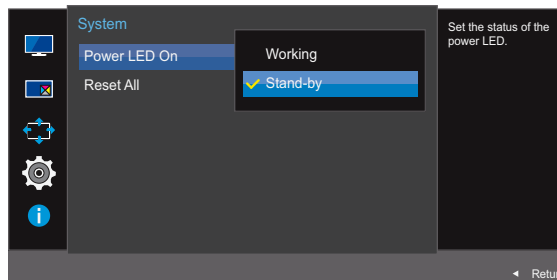 System
Set the status of the
power LED.
Power LED On
Working
Reset All
Stand-by